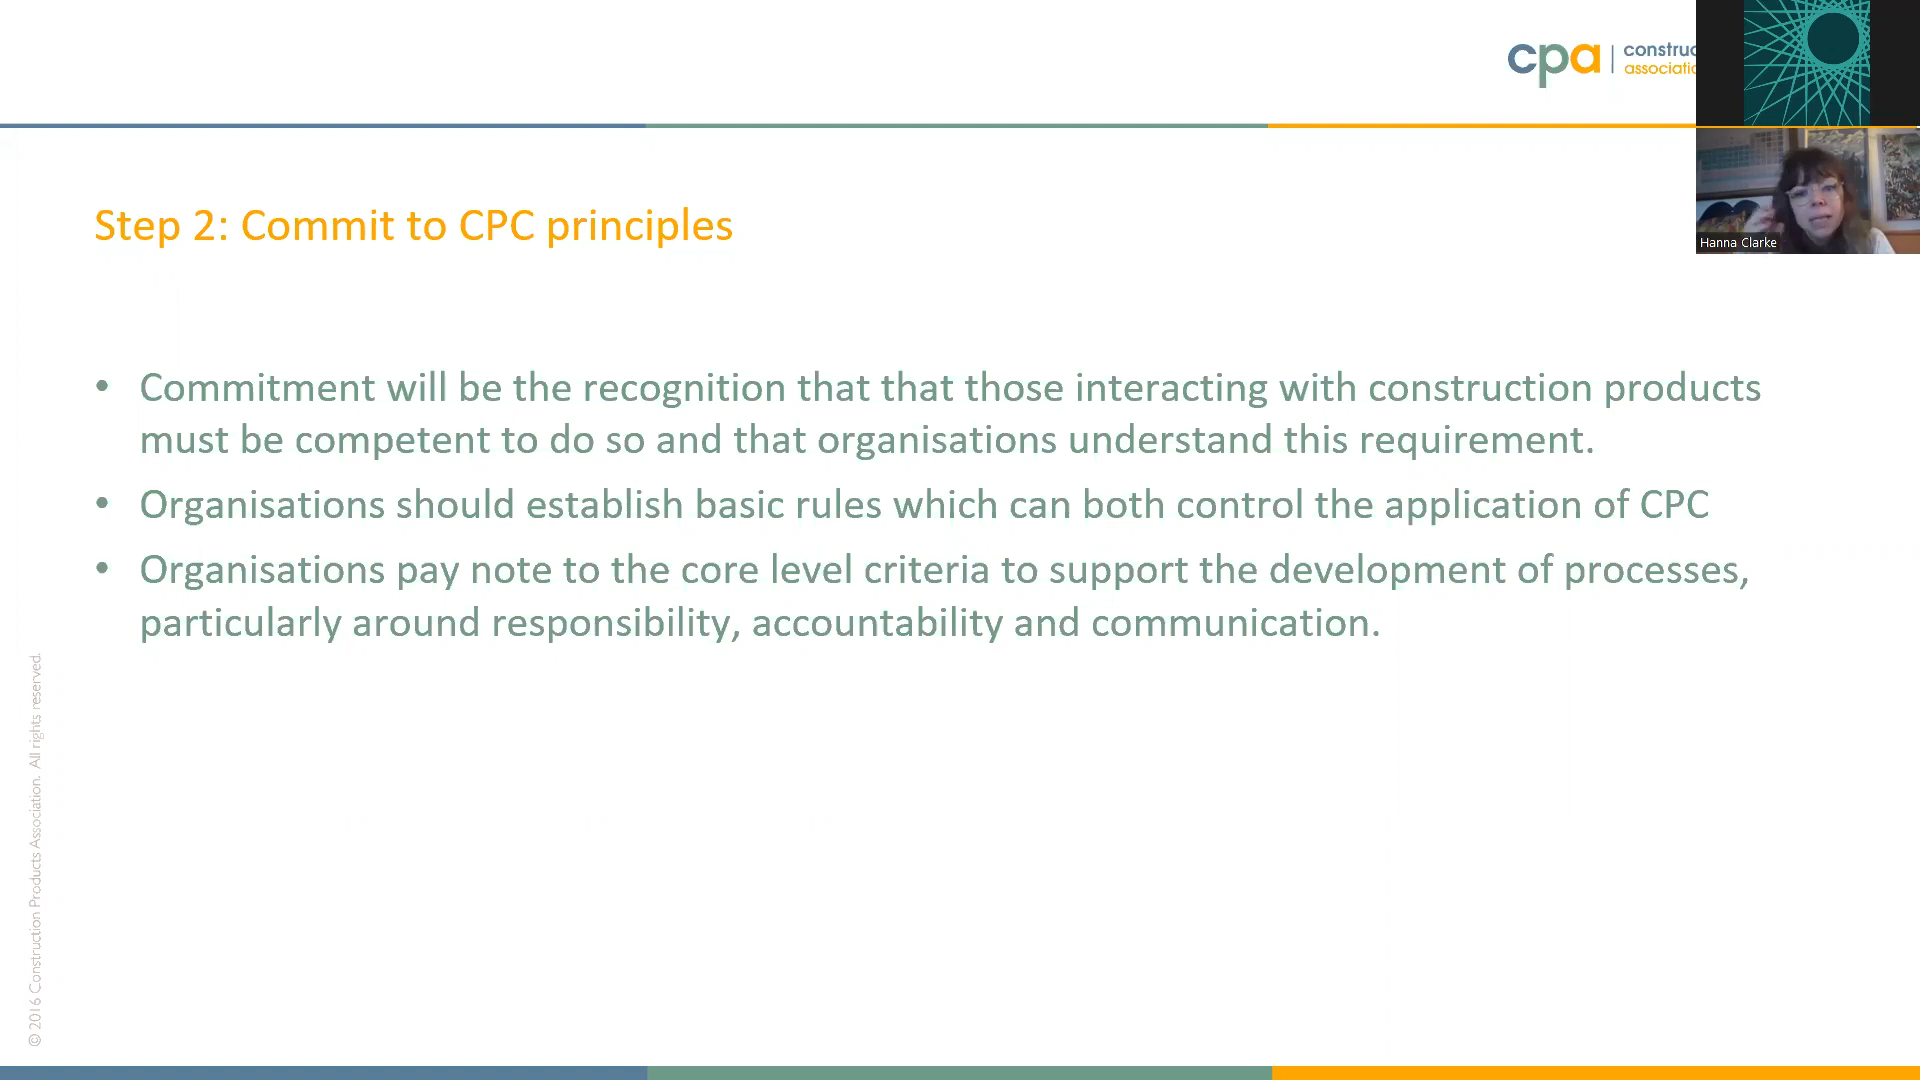 cpa
construc
associatio
Hanna Clarke
Step 2: Commit to CPC principles
• Commitment will be the recognition that that those interacting with construction products
must be competent to do so and that organisations understand this requirement.
• Organisations should establish basic rules which can both control the application of CPC
• Organisations pay note to the core level criteria to support the development of processes,
particularly around responsibility, accountability and communication.
© 2016 Construction Products Association. All rights reserved.